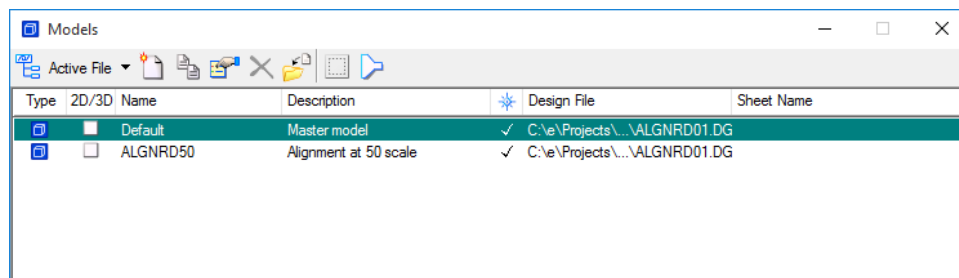 Models
Active File
Type 2D/3D Name Description Design File Sheet Name
Default Master model C:\e\Projects\...\ALGNRD01.DG
ALGNRD50 Alignment at 50 scale C:\e\Projects\...\ALGNRD01.DG